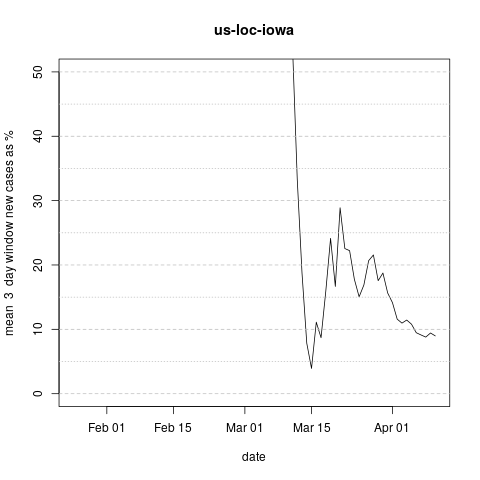 us-loc-iowa
mean  3  day window new cases as %
50
40
30
20
10
0
Feb 01
Feb 15
Mar 01
Mar 15
Apr 01
date